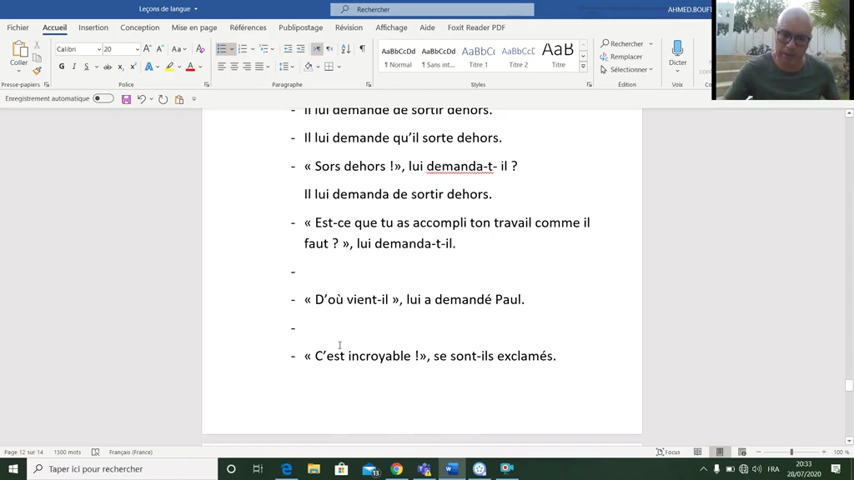 Leçons de langue
Rechercher
AHMED.BOUFT
Fichier Accueil Insertion Conception Mise en page Références Publipostage Révision Affichage Aide Foxit Reader PDF
Calibri 20
AaBbCcDd AaBbCcDd AaBbCc AaBbCcD AaB
1 Normal 1 Sans int... Titre 1 Titre 2 Titre
Rechercher
Remplacer
Sélectionner
Dicter
Presse-papiers Police Paragraphe Styles Édition Voix
Enregistrement automatique
- Il lui demande de sortir dehors.
- Il lui demande qu'il sorte dehors.
- « Sors dehors !», lui demanda-t- il ?
Il lui demanda de sortir dehors.
- « Est-ce que tu as accompli ton travail comme il
faut ? », lui demanda-t-il.
-
- « D'où vient-il », lui a demandé Paul.
-
- « C'est incroyable !», se sont-ils exclamés.
Page 12 sur 14 1300 mots Français (France) Focus 100 %
Taper ici pour rechercher
FRA
20:33
28/07/2020